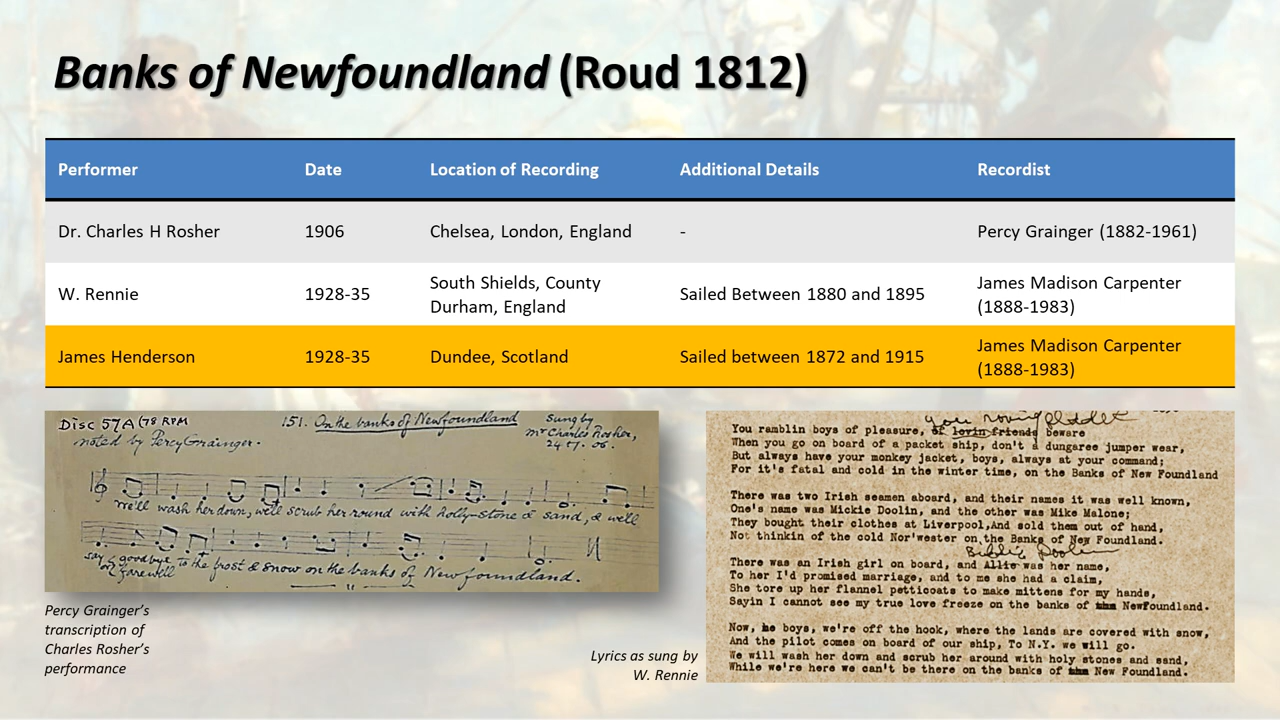 Banks of Newfoundland (Roud 1812)
Performer Date Location of Recording Additional Details Recordist
Dr. Charles H Rosher 1906 Chelsea, London, England - Percy Grainger (1882-1961)
W. Rennie 1928-35 South Shields, County Durham, England Sailed Between 1880 and 1895 James Madison Carpenter (1888-1983)
James Henderson 1928-35 Dundee, Scotland Sailed between 1872 and 1915 James Madison Carpenter (1888-1983)
Disc 57A (78 RPM
151. On the banks of Newfoundland
Sung by
Mr Charles Rosher,
24.7.06.
noted by Percy Grainger.
We'll wash her down, we'll scrub her round with holly-stone & sand, & we'll
say goodbye to the frost & snow on the banks of Newfoundland.
farewell
Percy Grainger's
transcription of
Charles Rosher's
performance
You ramblin boys of pleasure, of lovin friends beware
When you go on board of a packet ship, don't a dungaree jumper wear,
But always have your monkey jacket, boys, always at your command;
For it's fatal and cold in the winter time, on the Banks of New Foundland
There was two Irish seamen aboard, and their names it was well known,
One's name was Mickie Doolin, and the other was Mike Malone;
They bought their clothes at Liverpool,And sold them out of hand,
Not thinkin of the cold Nor'wester on the Banks of New Foundland.
There was an Irish girl on board, and Allie was her name,
To her I'd promised marriage, and to me she had a claim,
She tore up her flannel petticoats to make mittens for my hands,
Sayin I cannot see my true love freeze on the banks of Newfoundland.
Now, boys, we're off the hook, where the lands are covered with snow,
And the pilot comes on board of our ship, To N.Y. we will go.
We will wash her down and scrub her around with holy stones and sand,
While we're here we can't be there on the banks of New Foundland.
Lyrics as sung by
W. Rennie